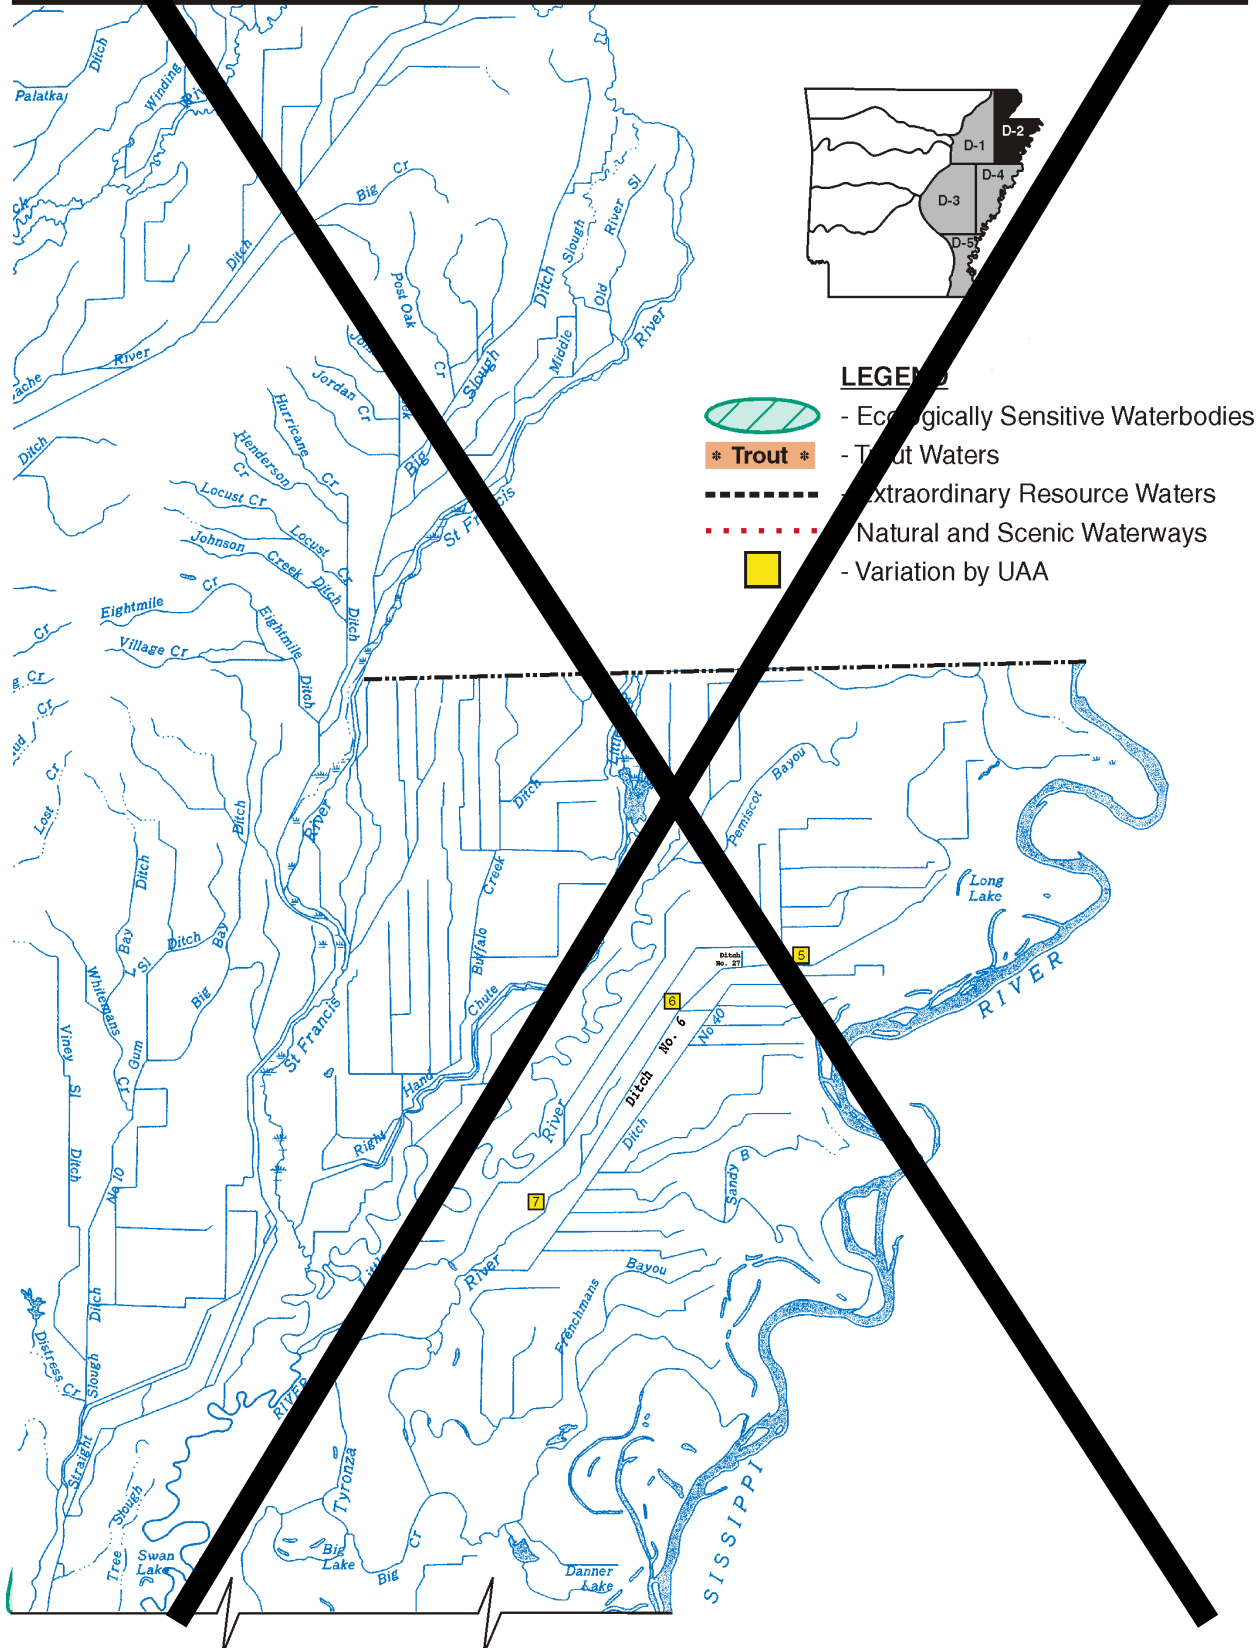 Ditch
Palatka
Winding
Big
Cr
Ditch
River
Post Oak
Cr
Ditch
Slough
River
Sl
Old
Middle
River
Slough
Big
St Francis
Jordan
Cr
Hurricane
Cr
Henderson
Cr
Ditch
Locust Cr
Locust
Cr
Johnson
Creek Ditch
Ditch
Eightmile
Cr
Eightmile
Ditch
Village Cr
Cr
Cr
Cr
D-1
D-2
D-3
D-4
D-5
LEGEND
- Ecologically Sensitive Waterbodies
* Trout *
- Trout Waters
- Extraordinary Resource Waters
Natural and Scenic Waterways
- Variation by UAA
Lost
Cr
Ditch
Ditch
River
Ditch
Pemiscot Bayou
Long
Lake
RIVER
Creek
Buffalo
Bay
Ditch
Bay
Sl
Big
Whitemans
Cr
Gum
Viney
Sl
Ditch
No 10
St Francis
Chute
Hand
Right
Ditch
No. 27
5
6
7
Ditch No. 6
No 40
Ditch
River
Sandy
B
River
Bayou
Frenchmans
Ditch
Slough
Distress
Cr
Straight
RIVER
Tyronza
Slough
Tree
Swan
Lake
Big
Lake
Big
Cr
Danner
Lake
SISSIPPI